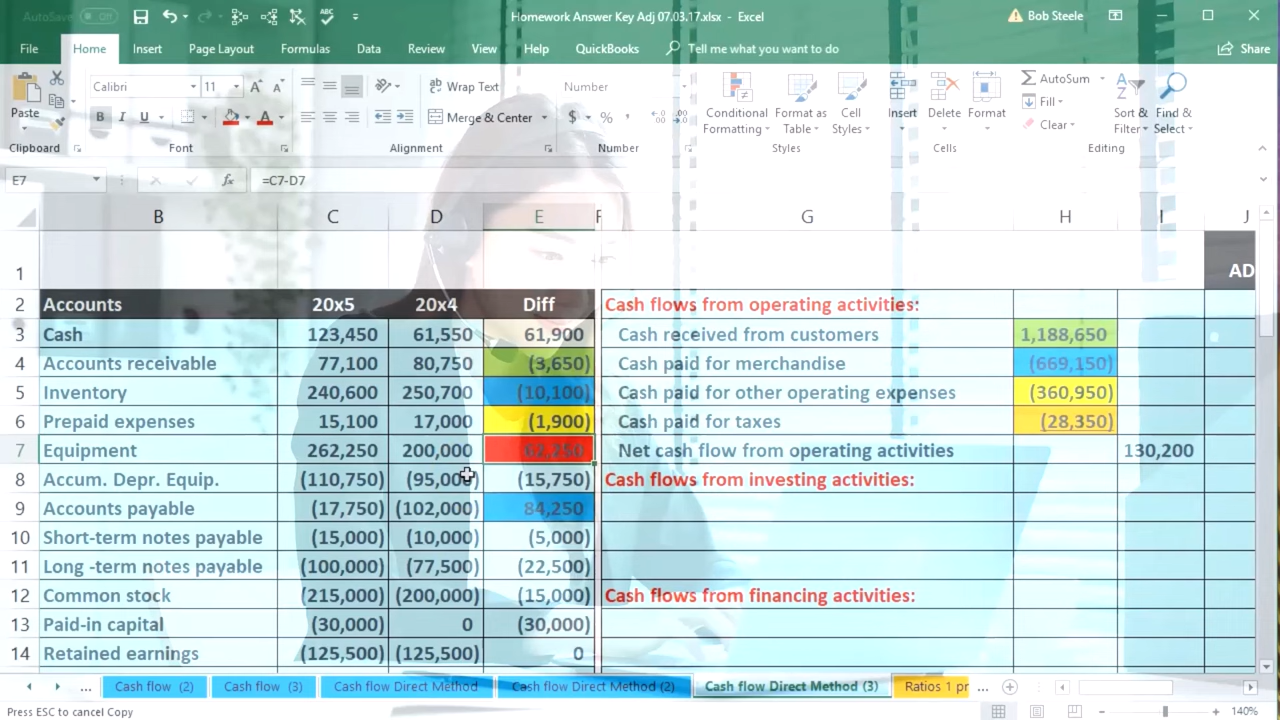 AutoSave Off Homework Answer Key Adj 07.03.17.xlsx - Excel Bob Steele
File Home Insert Page Layout Formulas Data Review View Help QuickBooks Tell me what you want to do Share
Calibri 11 Wrap Text Number AutoSum
Paste B I U Merge & Center $ % , Conditional Formatting Format as Table Cell Styles Insert Delete Format Fill Clear Sort & Filter Find & Select
Clipboard Font Alignment Number Styles Cells Editing
E7 fx =C7-D7
B C D E F G H I J
1 AD
2 Accounts 20x5 20x4 Diff Cash flows from operating activities:
3 Cash 123,450 61,550 61,900 Cash received from customers 1,188,650
4 Accounts receivable 77,100 80,750 (3,650) Cash paid for merchandise (669,150)
5 Inventory 240,600 250,700 (10,100) Cash paid for other operating expenses (360,950)
6 Prepaid expenses 15,100 17,000 (1,900) Cash paid for taxes (28,350)
7 Equipment 262,250 200,000 62,250 Net cash flow from operating activities 130,200
8 Accum. Depr. Equip. (110,750) (95,000) (15,750) Cash flows from investing activities:
9 Accounts payable (17,750) (102,000) 84,250
10 Short-term notes payable (15,000) (10,000) (5,000)
11 Long -term notes payable (100,000) (77,500) (22,500)
12 Common stock (215,000) (200,000) (15,000) Cash flows from financing activities:
13 Paid-in capital (30,000) 0 (30,000)
14 Retained earnings (125,500) (125,500) 0
... Cash flow (2) Cash flow (3) Cash flow Direct Method Cash flow Direct Method (2) Cash flow Direct Method (3) Ratios 1 pr ...
Press ESC to cancel Copy 140%